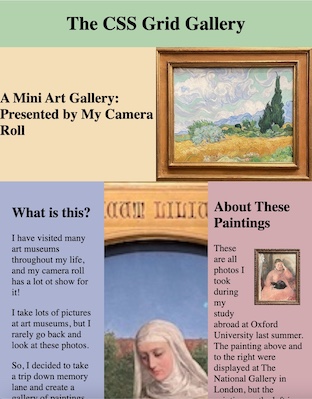 The CSS Grid Gallery
A Mini Art Gallery:
Presented by My Camera
Roll
What is this?
I have visited many
art museums
throughout my life,
and my camera roll
has a lot ot show for
it!
I take lots of pictures
at art museums, but I
rarely go back and
look at these photos.
So, I decided to take
a trip down memory
lane and create a
gallery of paintings
LILIU
About These
Paintings
These
are all
photos I
took
during
my
study
abroad at Oxford
University last summer.
The painting above and
to the right were
displayed at The
National Gallery in
London, but the